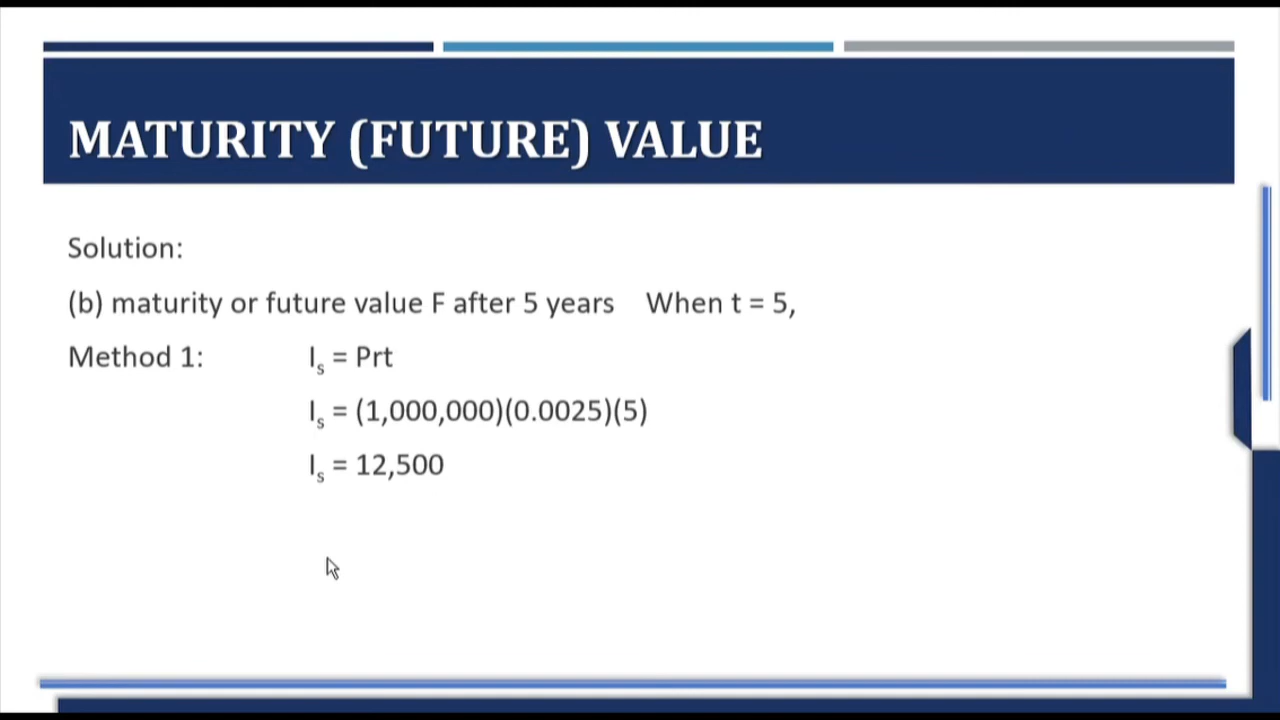 MATURITY (FUTURE) VALUE
Solution:
(b) maturity or future value F after 5 years When t = 5,
Method 1: Iₛ = Prt
Iₛ = (1,000,000)(0.0025)(5)
Iₛ = 12,500